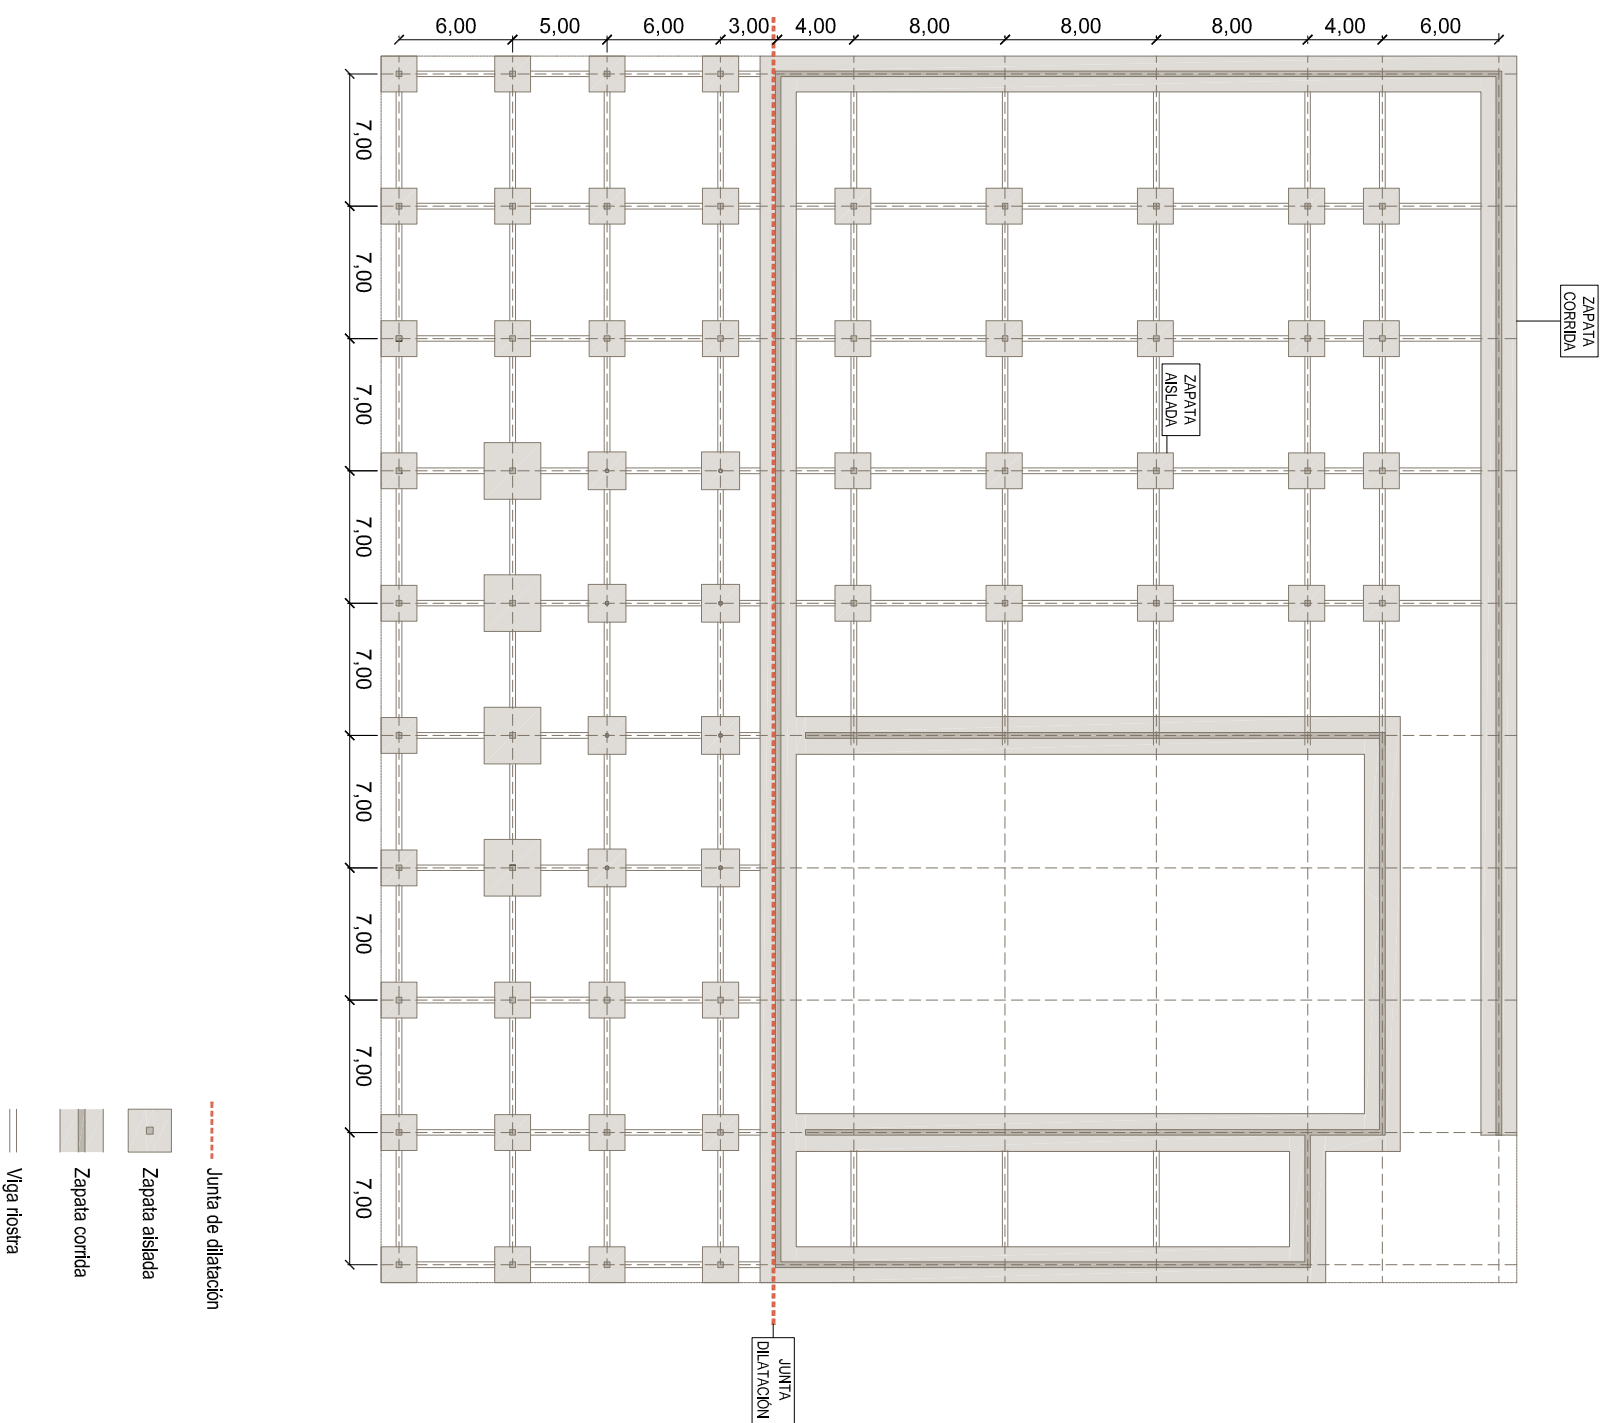 6,00 5,00 6,00 3,00 4,00 8,00 8,00 8,00 4,00 6,00
7,00
7,00
7,00
7,00
7,00
7,00
7,00
7,00
7,00
ZAPATA
CORRIDA
ZAPATA
AISLADA
JUNTA
DILATACIÓN
Junta de dilatación
Zapata aislada
Zapata corrida
Viga riostra